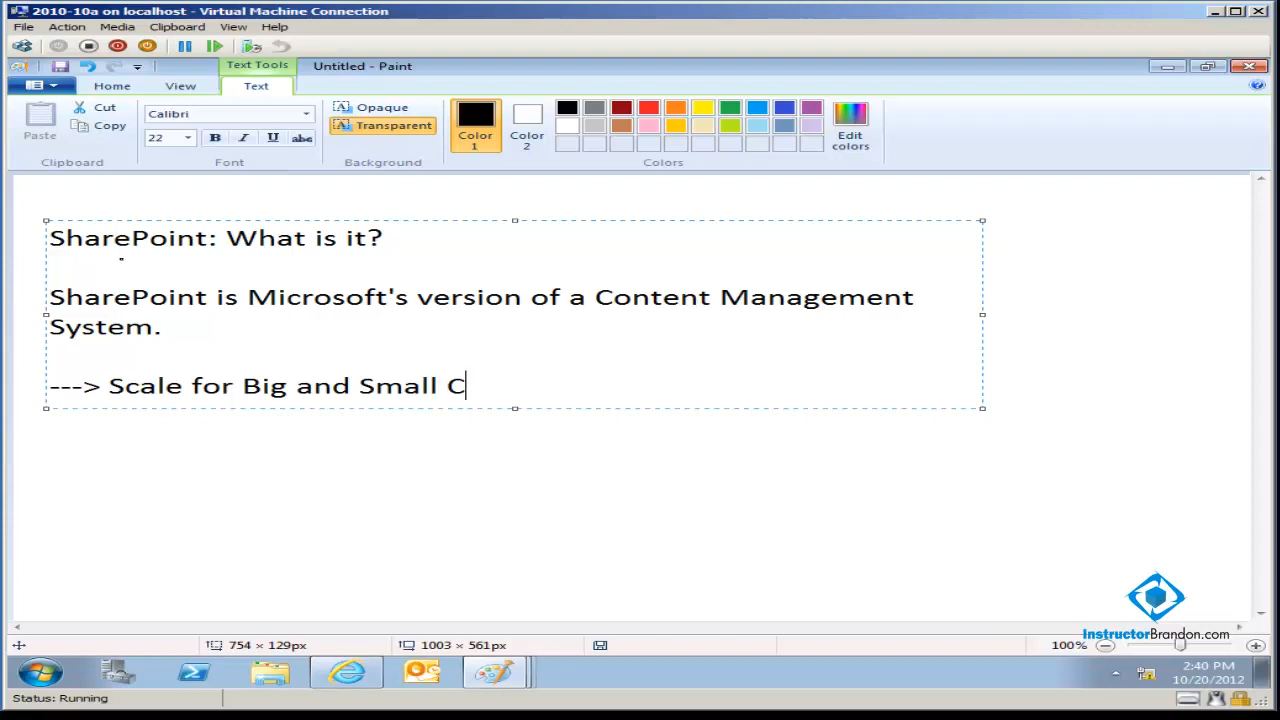 2010-10a on localhost - Virtual Machine Connection
File Action Media Clipboard View Help
Text Tools Untitled - Paint
Home View Text
Paste Cut Copy Clipboard
Calibri
22 B I U abc
Font
Opaque
Transparent
Background
Color 1
Color 2
Edit colors
Colors
SharePoint: What is it?
SharePoint is Microsoft's version of a Content Management
System.
---> Scale for Big and Small C
InstructorBrandon.com
754 × 129px 1003 × 561px 100%
2:40 PM
10/20/2012
Status: Running